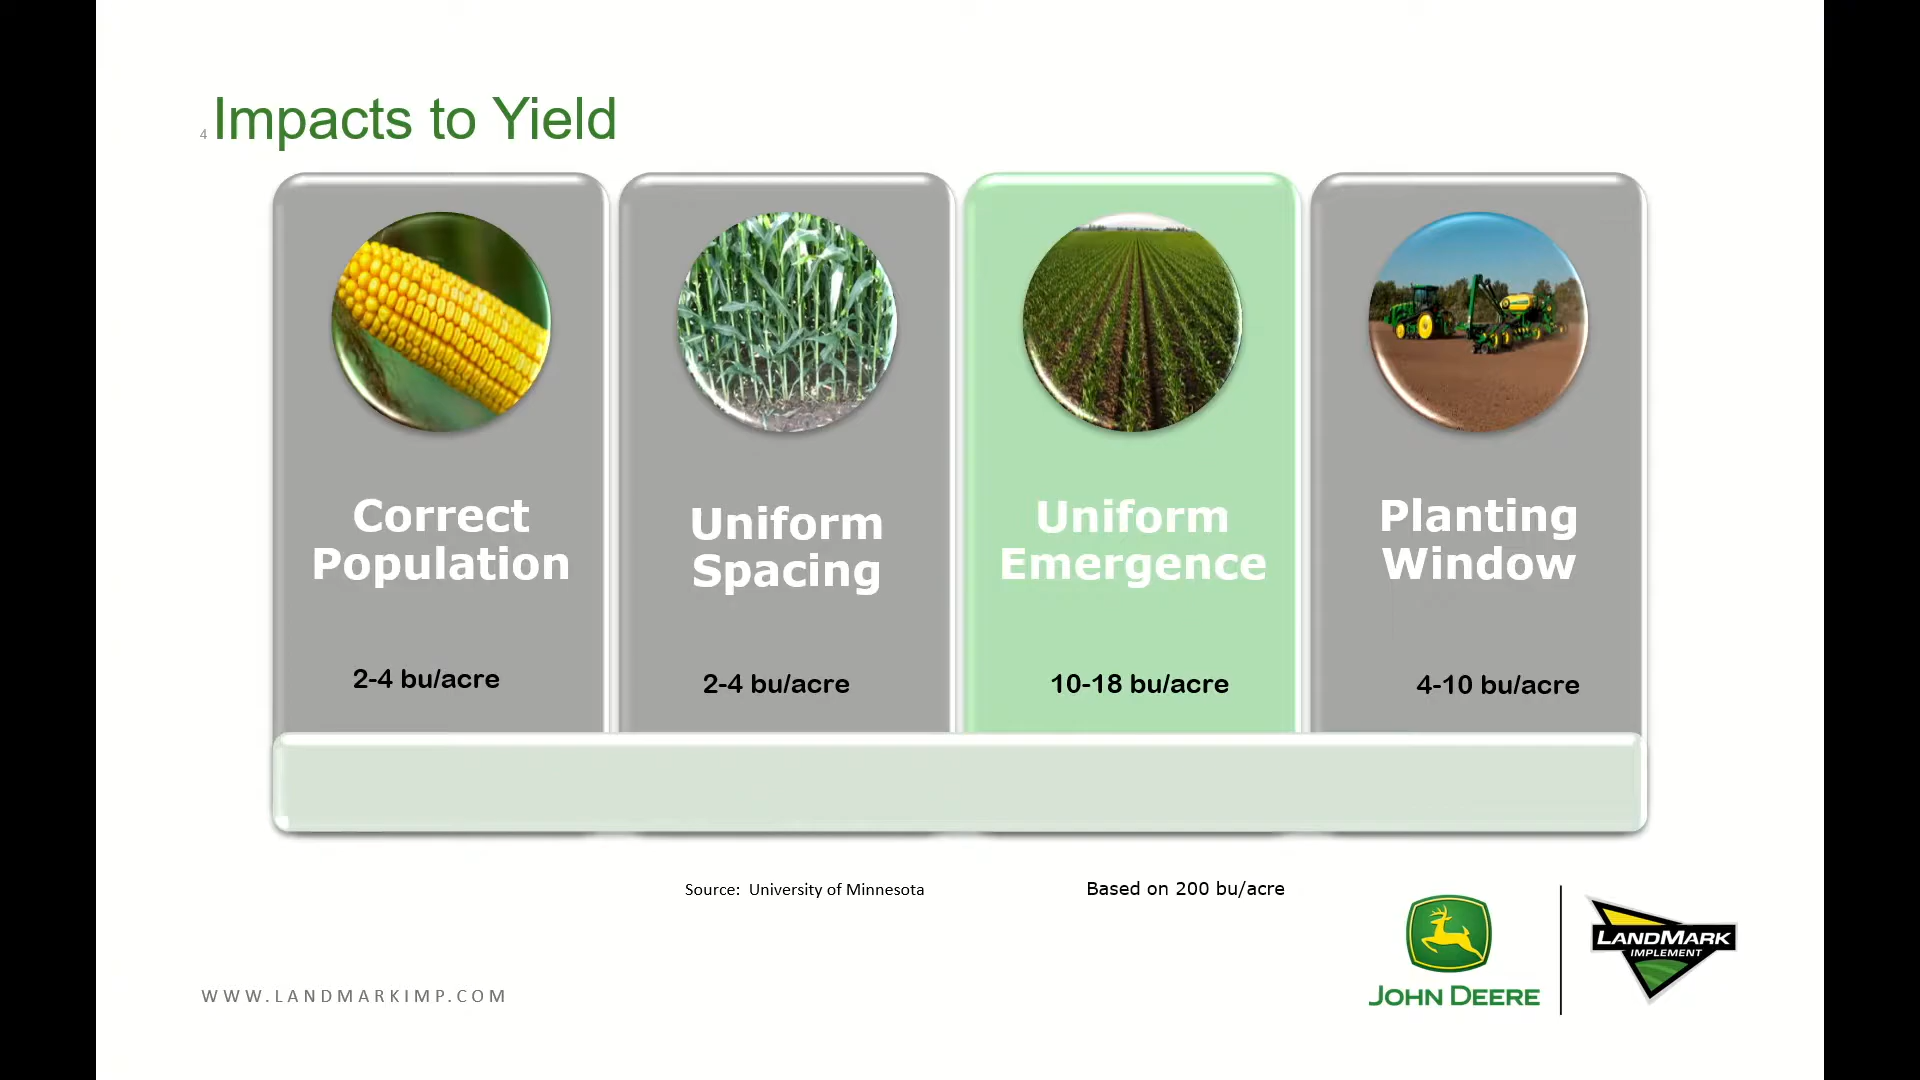 4 Impacts to Yield
Correct
Population
2-4 bu/acre
Uniform
Spacing
2-4 bu/acre
Uniform
Emergence
10-18 bu/acre
Planting
Window
4-10 bu/acre
Source: University of Minnesota
Based on 200 bu/acre
WWW.LANDMARKIMP.COM
JOHN DEERE
LANDMARK
IMPLEMENT